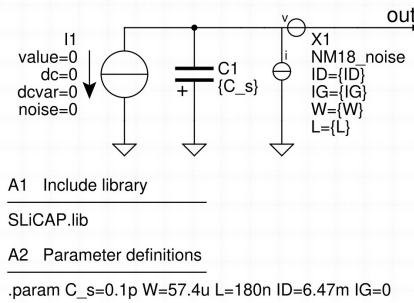 out
v
I1
value=0
dc=0
dcvar=0
noise=0
C1
{C_s}
+
i
X1
NM18_noise
ID={ID}
IG={IG}
W={W}
L={L}
A1 Include library
SLiCAP.lib
A2 Parameter definitions
.param C_s=0.1p W=57.4u L=180n ID=6.47m IG=0